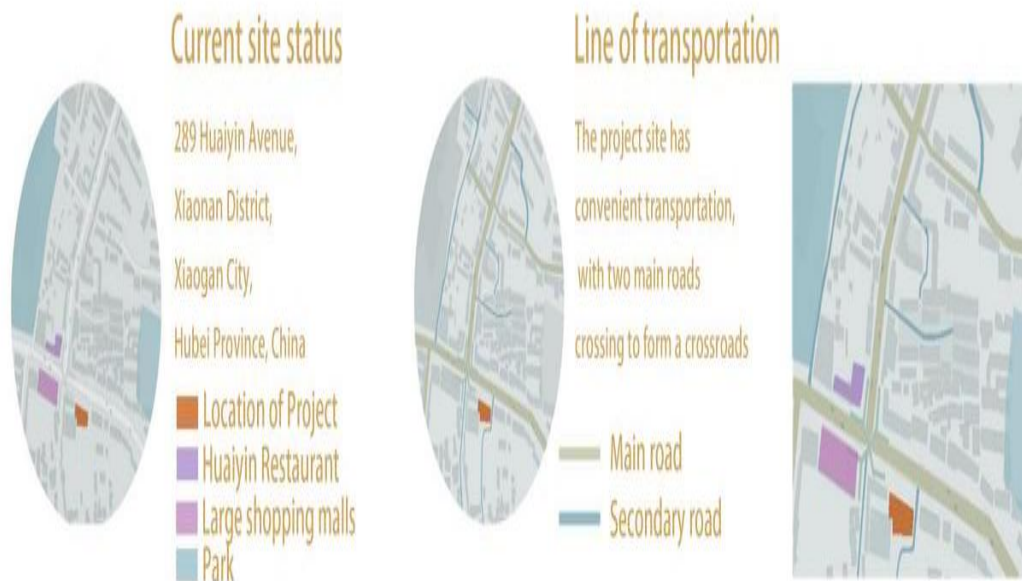 Current site status
289 Huaiyin Avenue,
Xiaonan District,
Xiaogan City,
Hubei Province, China
Location of Project
Huaiyin Restaurant
Large shopping malls
Park
Line of transportation
The project site has
convenient transportation,
with two main roads
crossing to form a crossroads
Main road
Secondary road